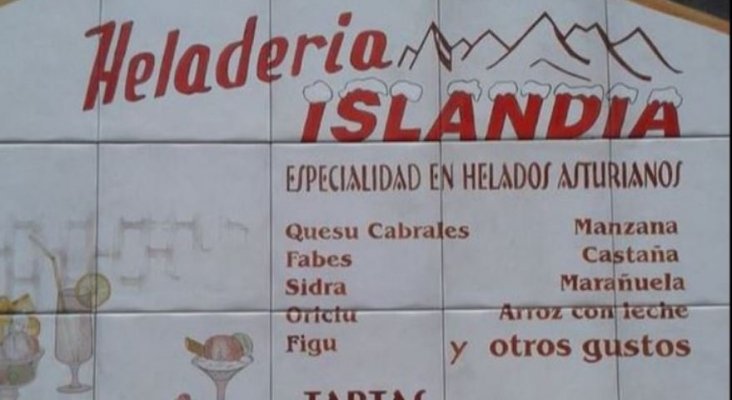 Heladeria
ISLANDIA
ESPECIALIDAD EN HELADOS ASTURIANOS
Quesu Cabrales
Fabes
Sidra
Oriciu
Figu
Manzana
Castaña
Marañuela
Arroz con leche
y otros gustos
TARTAS